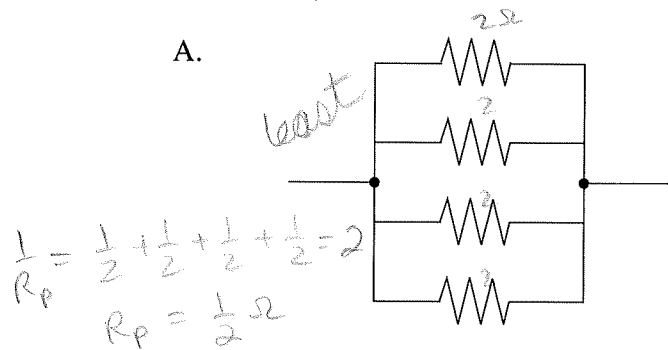 2Ω
A.
least
2
2
1/Rp = 1/2 + 1/2 + 1/2 + 1/2 = 2
2
Rp = 1/2 Ω